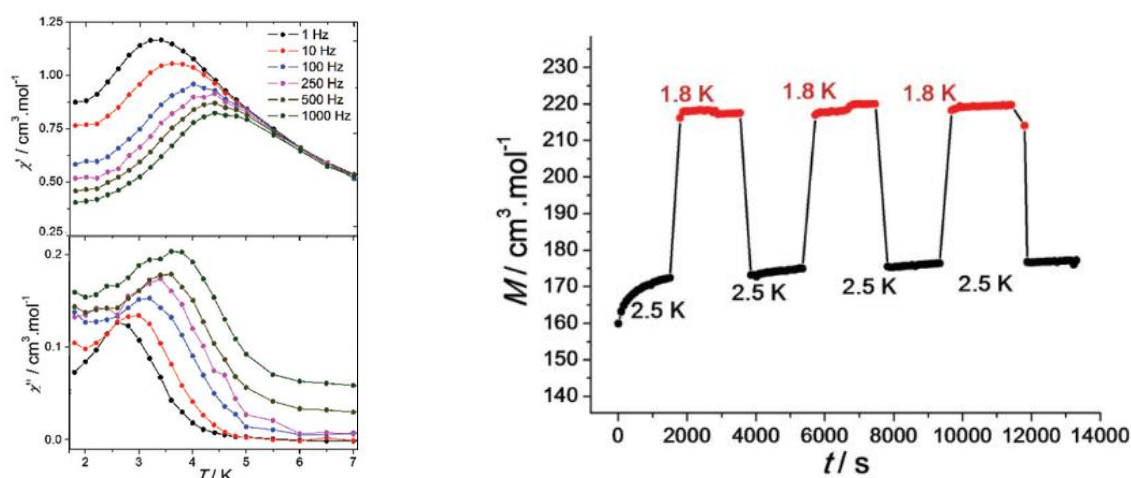 1.25
1.00
0.75
0.50
0.25
χ' / cm³.mol⁻¹
1 Hz
10 Hz
100 Hz
250 Hz
500 Hz
1000 Hz
0.2
0.1
0.0
χ'' / cm³.mol⁻¹
2 3 4 5 6 7
T / K
230
220
210
200
190
180
170
160
150
140
M / cm³.mol⁻¹
1.8 K 1.8 K 1.8 K
2.5 K 2.5 K 2.5 K 2.5 K
0 2000 4000 6000 8000 10000 12000 14000
t / s